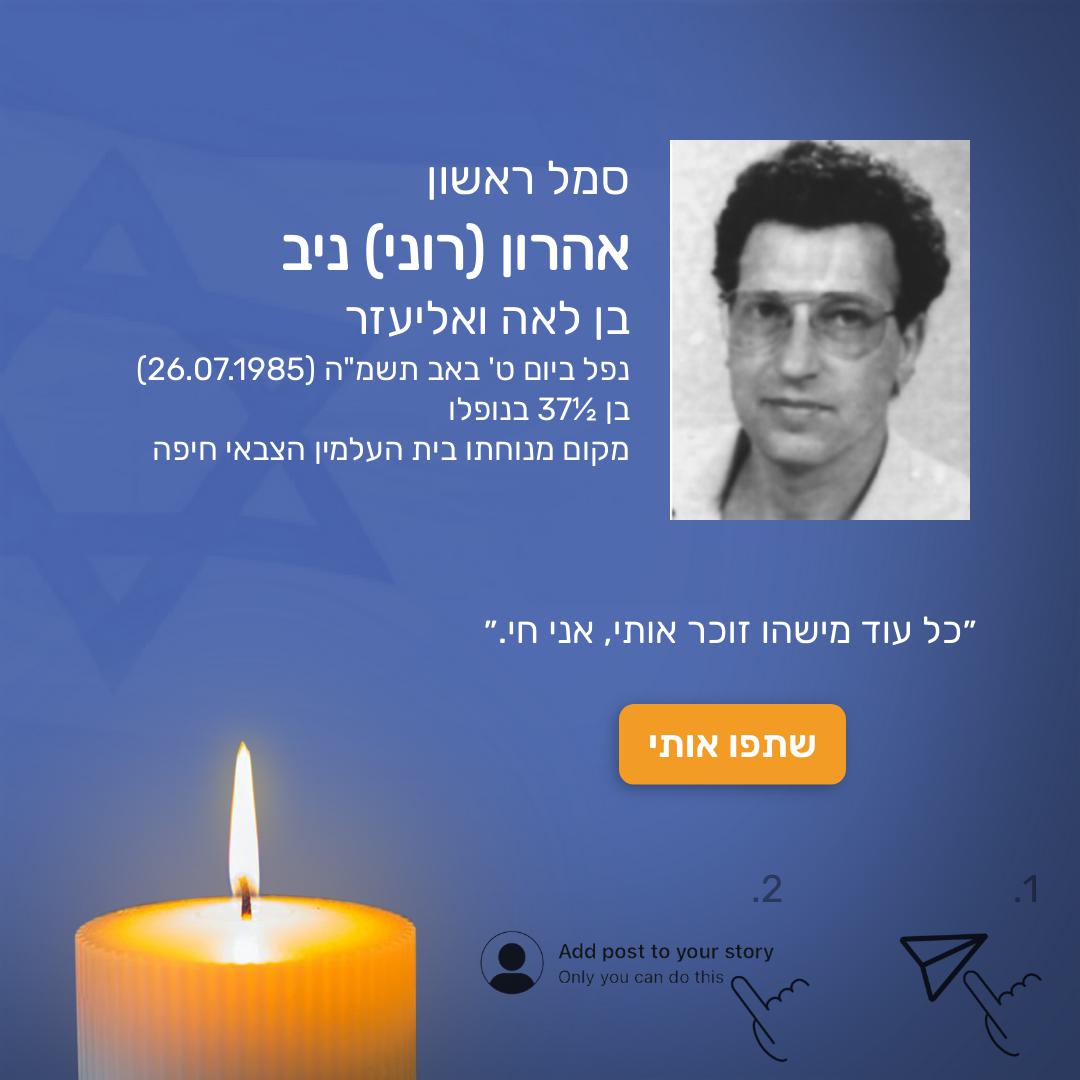 סמל ראשון
אהרון (רוני) ניב
בן לאה ואליעזר
נפל ביום ט' באב תשמ"ה (26.07.1985)
בן 37½ בנופלו
מקום מנוחתו בית העלמין הצבאי חיפה
״כל עוד מישהו זוכר אותי, אני חי.״
שתפו אותי
1.
2.
Add post to your story
Only you can do this